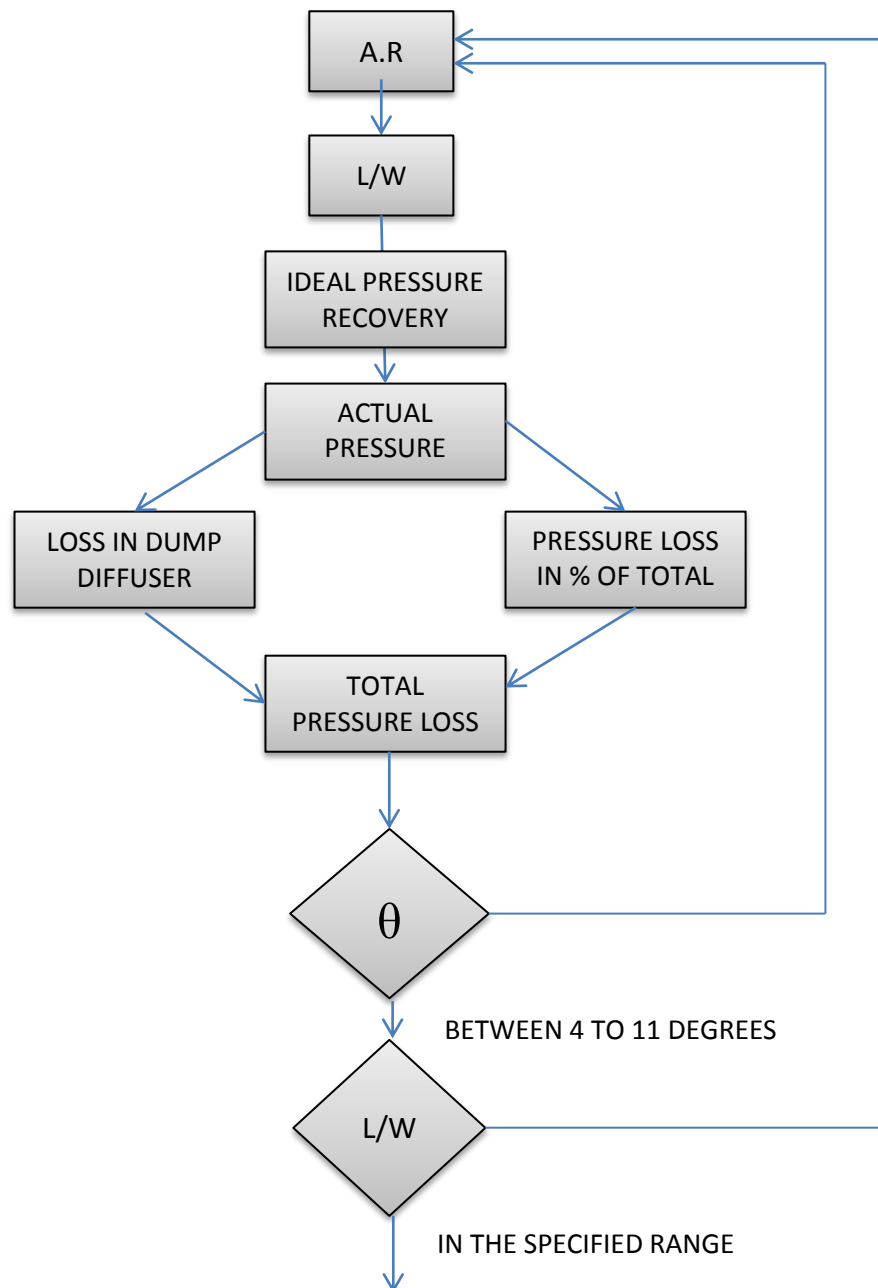 A.R
L/W
IDEAL PRESSURE
RECOVERY
ACTUAL
PRESSURE
LOSS IN DUMP
DIFFUSER
PRESSURE LOSS
IN % OF TOTAL
TOTAL
PRESSURE LOSS
θ
BETWEEN 4 TO 11 DEGREES
L/W
IN THE SPECIFIED RANGE